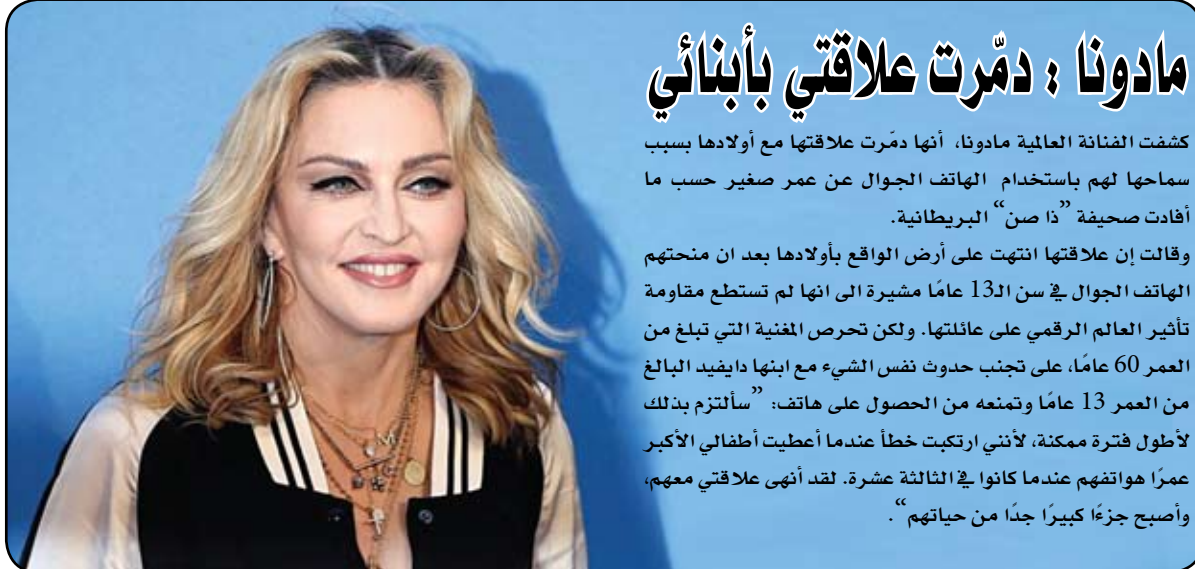 مادونا : دمّرت علاقتي بأبنائي
كشفت الفنانة العالمية مادونا، أنها دمّرت علاقتها مع أولادها بسبب
سماحها لهم باستخدام الهاتف الجوال عن عمر صغير حسب ما
أفادت صحيفة ”ذا صن“ البريطانية.
وقالت إن علاقتها انتهت على أرض الواقع بأولادها بعد ان منحتهم
الهاتف الجوال في سن الـ13 عامًا مشيرة الى انها لم تستطع مقاومة
تأثير العالم الرقمي على عائلتها. ولكن تحرص المغنية التي تبلغ من
العمر 60 عامًا، على تجنب حدوث نفس الشيء مع ابنها دايفيد البالغ
من العمر 13 عامًا وتمنعه من الحصول على هاتف: ”سألتزم بذلك
لأطول فترة ممكنة، لأنني ارتكبت خطأ عندما أعطيت أطفالي الأكبر
عمرًا هواتفهم عندما كانوا في الثالثة عشرة. لقد أنهى علاقتي معهم،
وأصبح جزءًا كبيرًا جدًا من حياتهم“.